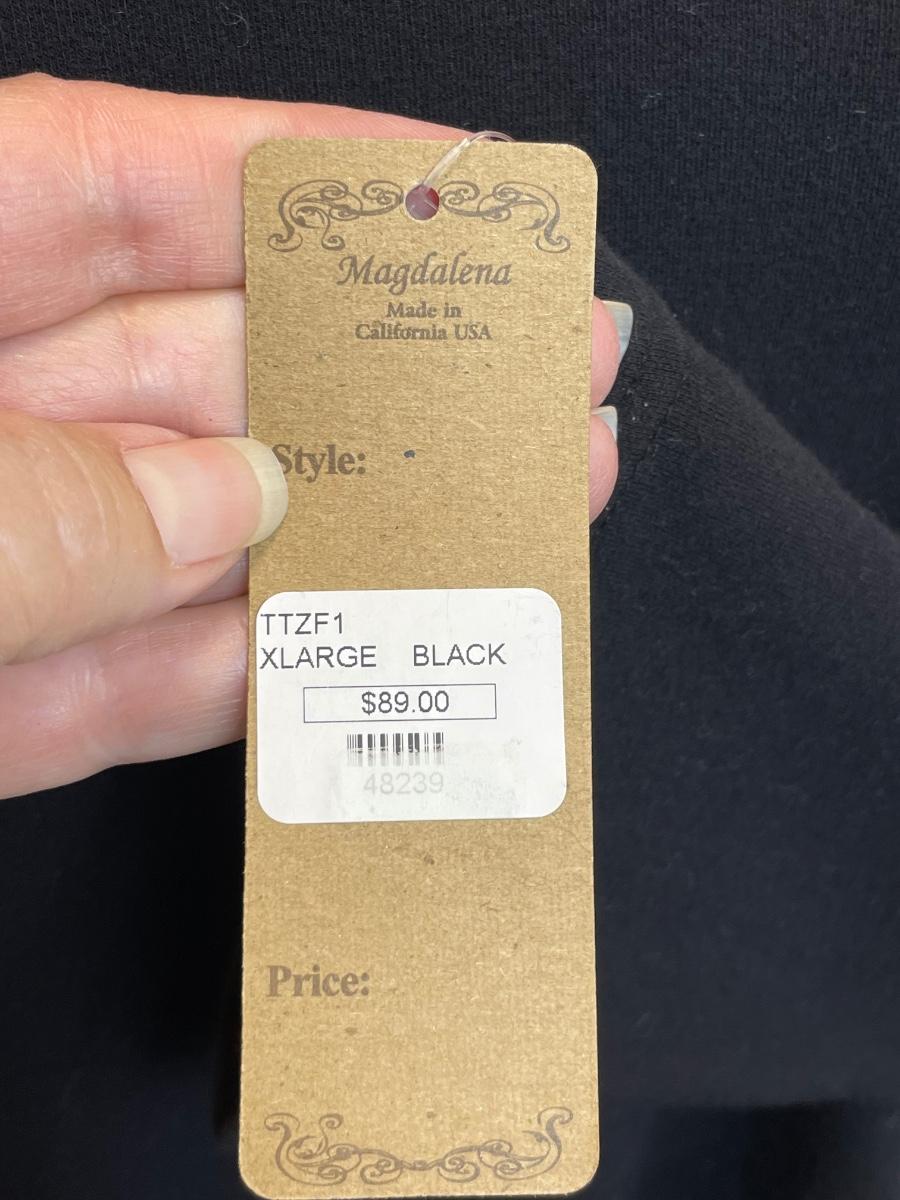 Magdalena
Made in
California USA
Style:
TTZF1
XLARGE BLACK
$89.00
48239
Price: